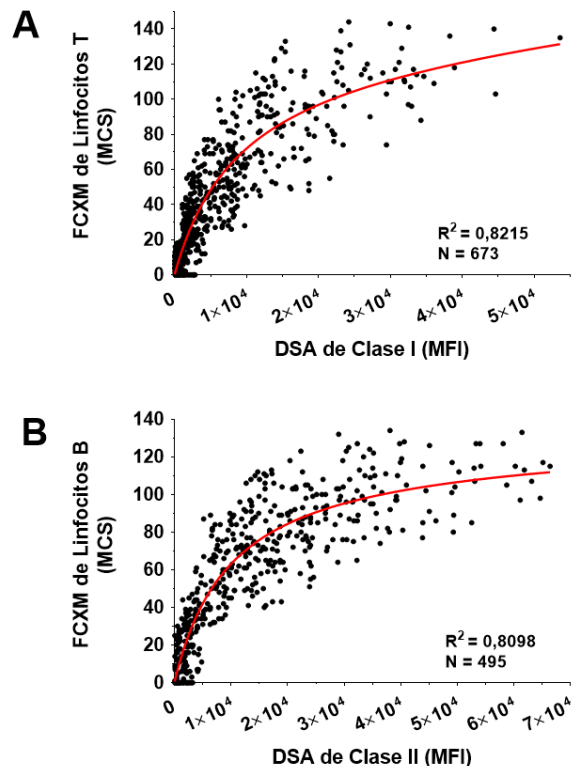 A
FCXM de Linfocitos T
(MCS)
140
120
100
80
60
40
20
0
R² = 0,8215
N = 673
0
1×10⁴
2×10⁴
3×10⁴
4×10⁴
5×10⁴
DSA de Clase I (MFI)
B
FCXM de Linfocitos B
(MCS)
140
120
100
80
60
40
20
0
R² = 0,8098
N = 495
0
1×10⁴
2×10⁴
3×10⁴
4×10⁴
5×10⁴
6×10⁴
7×10⁴
DSA de Clase II (MFI)